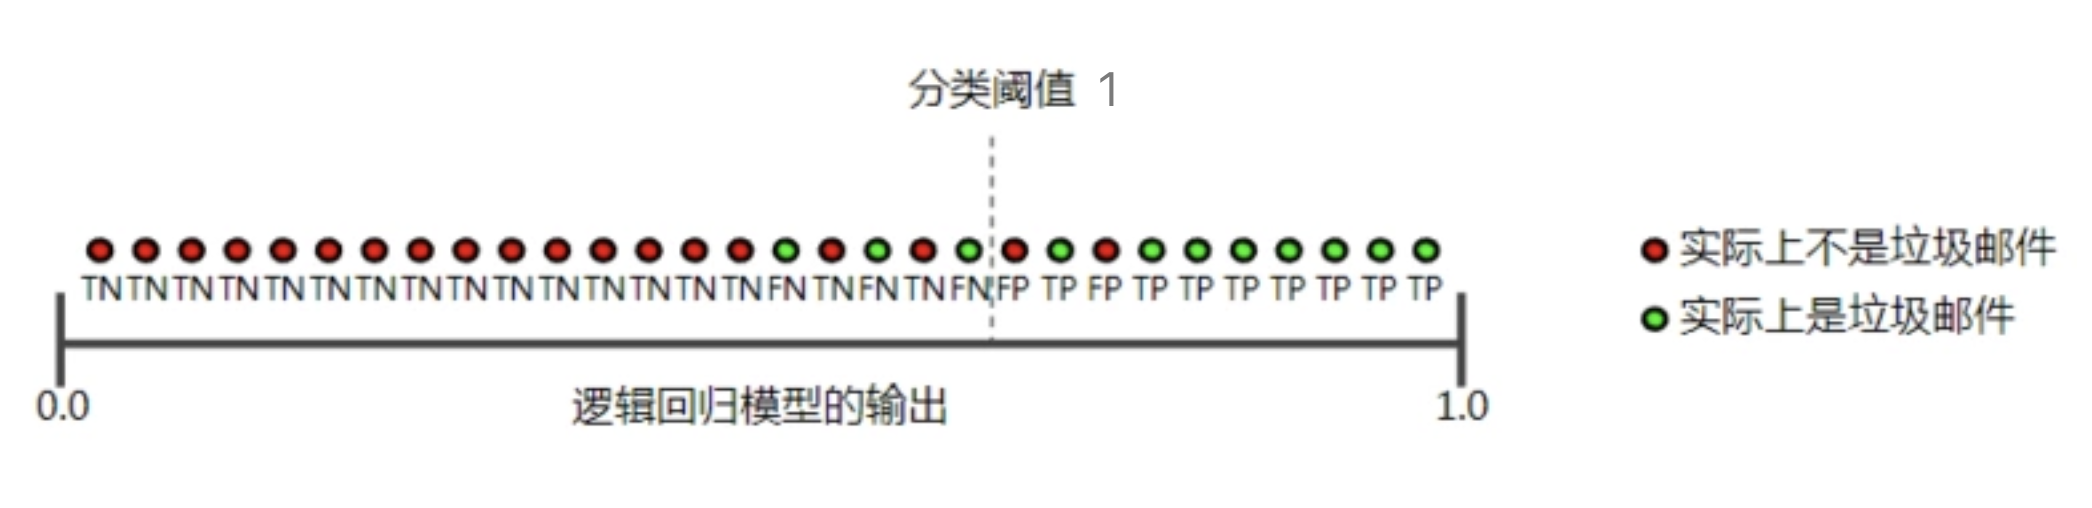 分类阈值 1
TN TN TN TN TN TN TN TN TN TN TN TN TN TN TN FN TN FN TN FN FP TP FP TP TP TP TP TP TP TP
实际上不是垃圾邮件
实际上是垃圾邮件
0.0
逻辑回归模型的输出
1.0